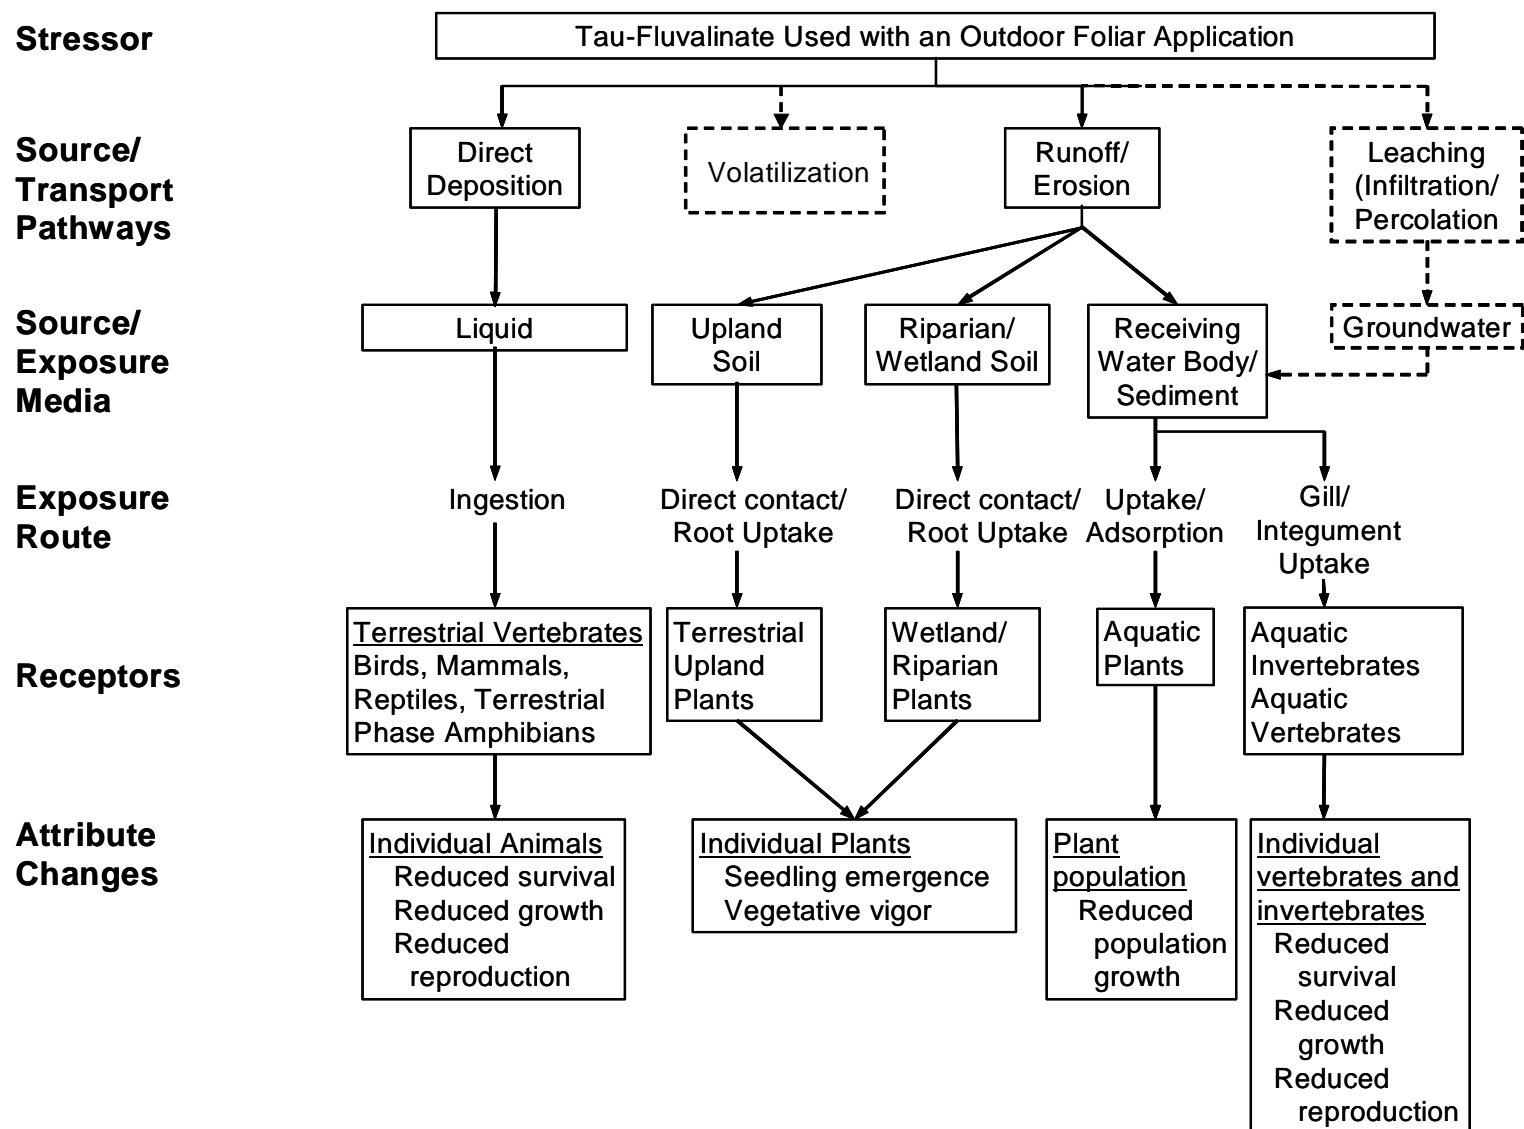 Stressor
Tau-Fluvalinate Used with an Outdoor Foliar Application
Source/
Transport
Pathways
Direct
Deposition
Volatilization
Runoff/
Erosion
Leaching
(Infiltration/
Percolation
Source/
Exposure
Media
Liquid
Upland
Soil
Riparian/
Wetland Soil
Receiving
Water Body/
Sediment
Groundwater
Exposure
Route
Ingestion
Direct contact/
Root Uptake
Direct contact/
Root Uptake
Uptake/
Adsorption
Gill/
Integument
Uptake
Receptors
Terrestrial Vertebrates
Birds, Mammals,
Reptiles, Terrestrial
Phase Amphibians
Terrestrial
Upland
Plants
Wetland/
Riparian
Plants
Aquatic
Plants
Aquatic
Invertebrates
Aquatic
Vertebrates
Attribute
Changes
Individual Animals
Reduced survival
Reduced growth
Reduced
reproduction
Individual Plants
Seedling emergence
Vegetative vigor
Plant
population
Reduced
population
growth
Individual
vertebrates and
invertebrates
Reduced
survival
Reduced
growth
Reduced
reproduction